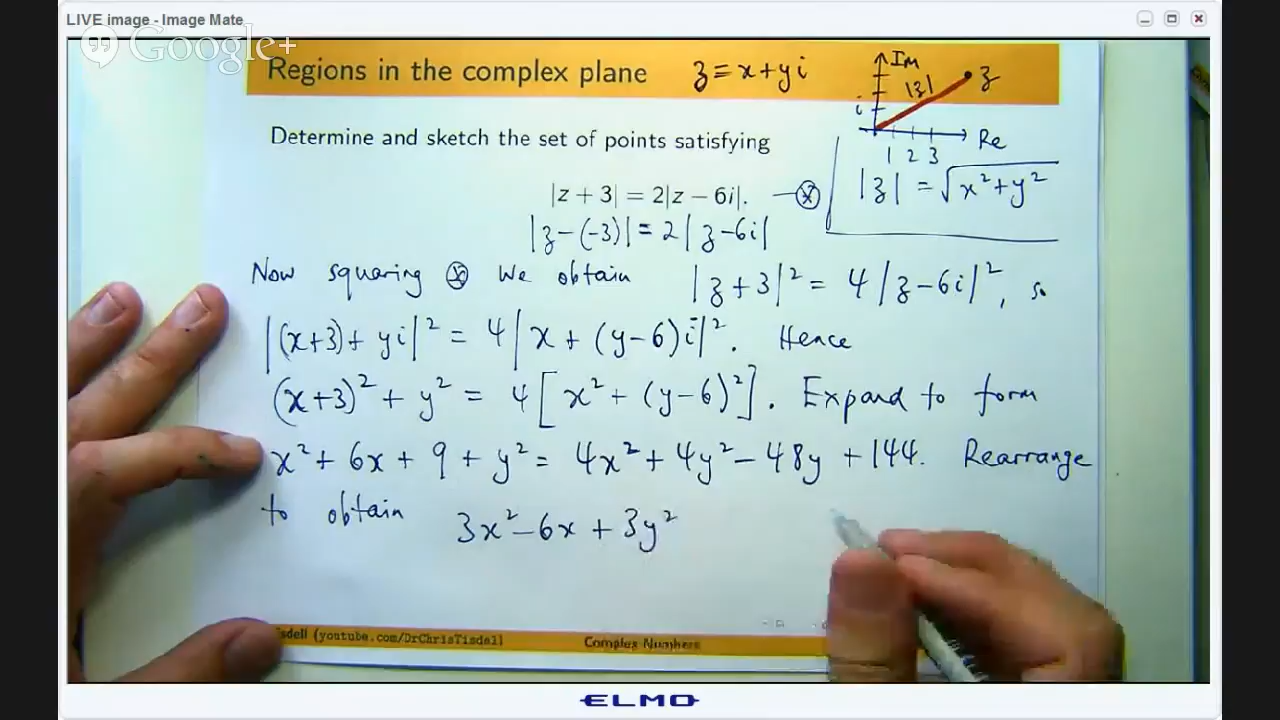 LIVE image - Image Mate
Google+
Regions in the complex plane z = x + yi
Im
|z| z
i
Re
1 2 3
|z| = √x² + y²
Determine and sketch the set of points satisfying
|z + 3| = 2|z − 6i|. — ⊛
|z − (−3)| = 2|z − 6i|
Now squaring ⊛ we obtain |z + 3|² = 4|z − 6i|², so
|(x+3) + yi|² = 4|x + (y−6)i|². Hence
(x+3)² + y² = 4[x² + (y−6)²]. Expand to form
x² + 6x + 9 + y² = 4x² + 4y² − 48y + 144. Rearrange
to obtain 3x² − 6x + 3y²
isdell (youtube.com/DrChrisTisdell Complex Numbers
ELMO